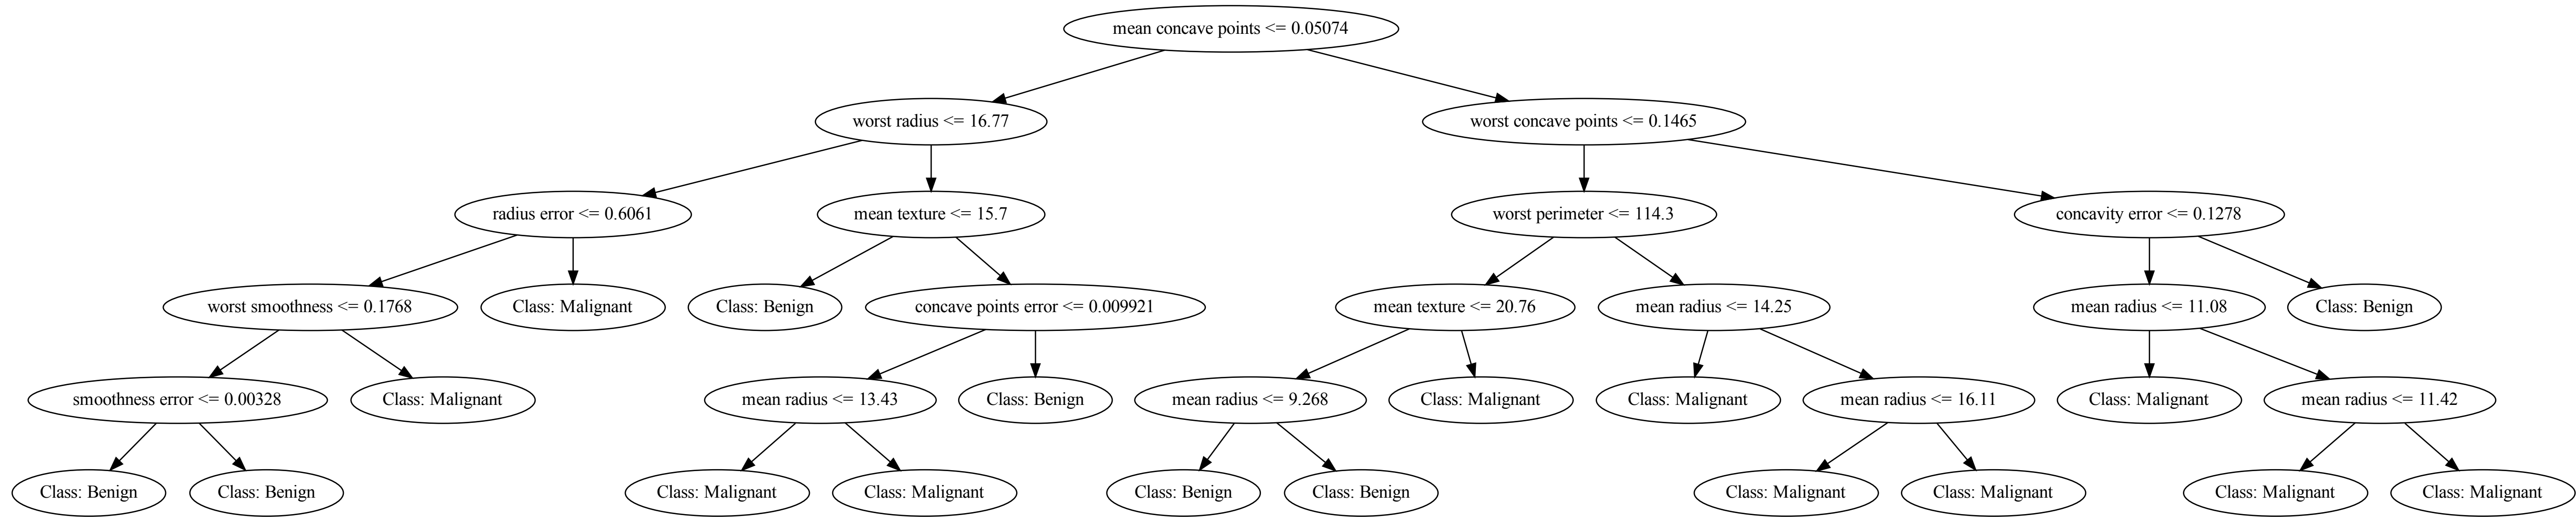 mean concave points <= 0.05074
worst radius <= 16.77
worst concave points <= 0.1465
radius error <= 0.6061
mean texture <= 15.7
worst perimeter <= 114.3
concavity error <= 0.1278
worst smoothness <= 0.1768
Class: Malignant
Class: Benign
concave points error <= 0.009921
mean texture <= 20.76
mean radius <= 14.25
mean radius <= 11.08
Class: Benign
smoothness error <= 0.00328
Class: Malignant
mean radius <= 13.43
Class: Benign
mean radius <= 9.268
Class: Malignant
Class: Malignant
mean radius <= 16.11
Class: Malignant
mean radius <= 11.42
Class: Benign
Class: Benign
Class: Malignant
Class: Malignant
Class: Benign
Class: Benign
Class: Malignant
Class: Malignant
Class: Malignant
Class: Malignant